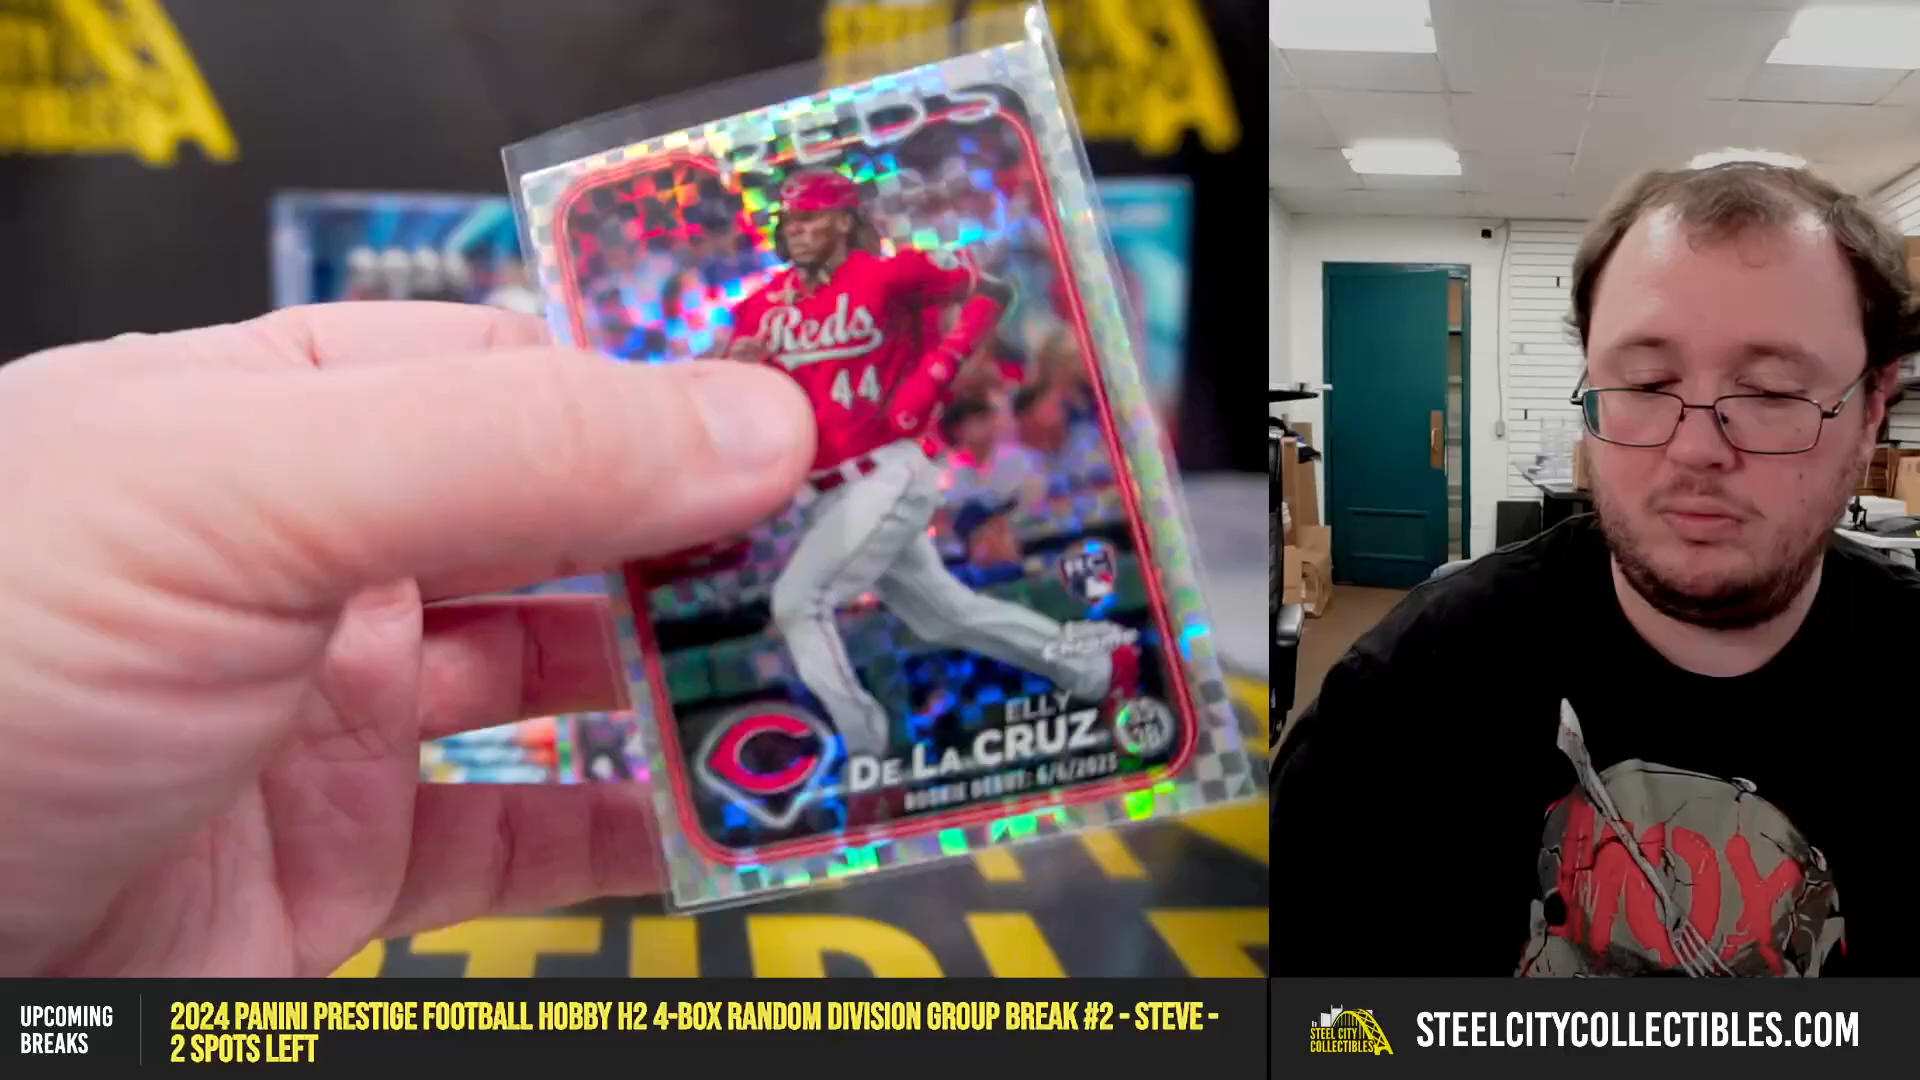 REDS
Reds
44
RC
Topps
Chrome
ELLY
DE LA CRUZ
ROOKIE DEBUT: 6/6/2023
UPCOMING
BREAKS
2024 PANINI PRESTIGE FOOTBALL HOBBY H2 4-BOX RANDOM DIVISION GROUP BREAK #2 - STEVE -
2 SPOTS LEFT
STEEL CITY
COLLECTIBLES
STEELCITYCOLLECTIBLES.COM